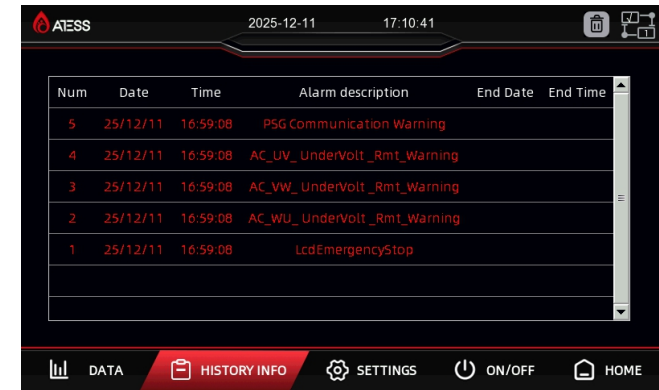 ATESS 2025-12-11 17:10:41
1
Num Date Time Alarm description End Date End Time
5 25/12/11 16:59:08 PSG Communication Warning
4 25/12/11 16:59:08 AC_UV_ UnderVolt _Rmt_Warning
3 25/12/11 16:59:08 AC_VW_ UnderVolt _Rmt_Warning
2 25/12/11 16:59:08 AC_WU_ UnderVolt _Rmt_Warning
1 25/12/11 16:59:08 LcdEmergencyStop
DATA HISTORY INFO SETTINGS ON/OFF HOME